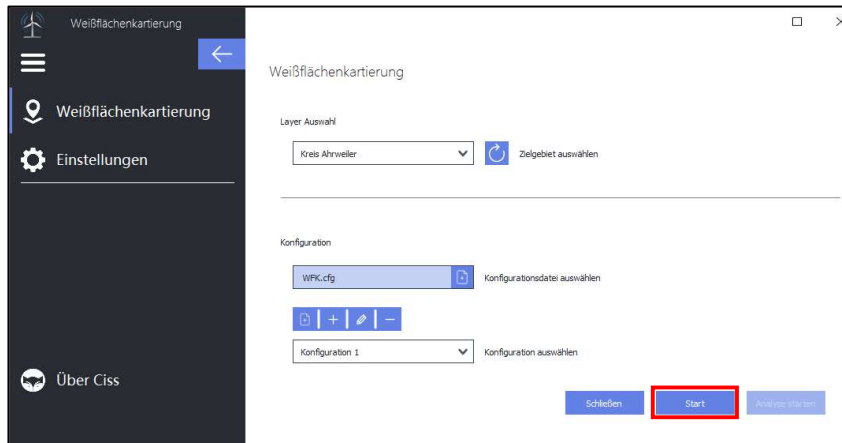 Weißflächenkartierung
Weißflächenkartierung
Einstellungen
Über Ciss
Weißflächenkartierung
Layer Auswahl
Kreis Ahrweiler
Zielgebiet auswählen
Konfiguration
WFK.cfg
Konfigurationsdatei auswählen
Konfiguration 1
Konfiguration auswählen
Schließen
Start
Analyse starten